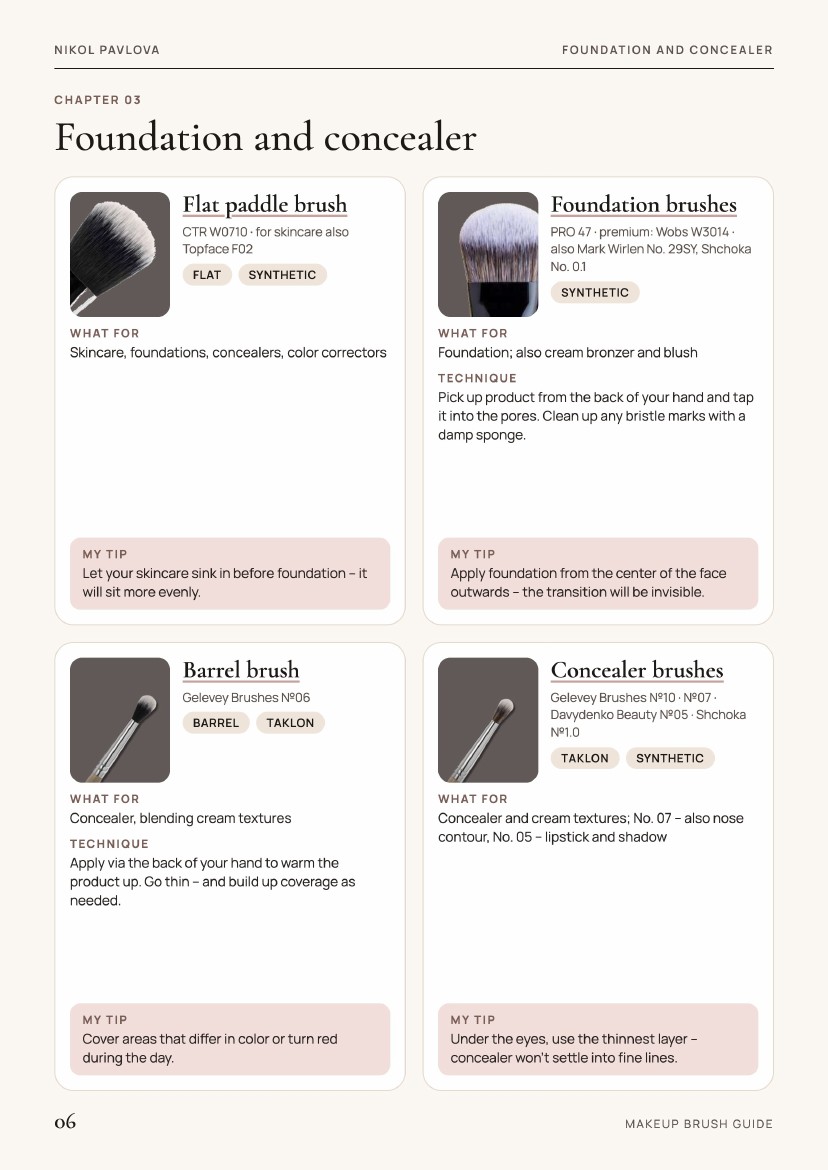 NIKOL PAVLOVA
FOUNDATION AND CONCEALER
CHAPTER 03
Foundation and concealer
Flat paddle brush
CTR W0710 · for skincare also
Topface F02
FLAT
SYNTHETIC
WHAT FOR
Skincare, foundations, concealers, color correctors
MY TIP
Let your skincare sink in before foundation – it
will sit more evenly.
Foundation brushes
PRO 47 · premium: Wobs W3014 ·
also Mark Wirlen No. 29SY, Shchoka
No. 0.1
SYNTHETIC
WHAT FOR
Foundation; also cream bronzer and blush
TECHNIQUE
Pick up product from the back of your hand and tap
it into the pores. Clean up any bristle marks with a
damp sponge.
MY TIP
Apply foundation from the center of the face
outwards – the transition will be invisible.
Barrel brush
Gelevey Brushes №06
BARREL
TAKLON
WHAT FOR
Concealer, blending cream textures
TECHNIQUE
Apply via the back of your hand to warm the
product up. Go thin – and build up coverage as
needed.
MY TIP
Cover areas that differ in color or turn red
during the day.
Concealer brushes
Gelevey Brushes №10 · №07 ·
Davydenko Beauty №05 · Shchoka
№1.0
TAKLON
SYNTHETIC
WHAT FOR
Concealer and cream textures; No. 07 – also nose
contour, No. 05 – lipstick and shadow
MY TIP
Under the eyes, use the thinnest layer –
concealer won't settle into fine lines.
06
MAKEUP BRUSH GUIDE